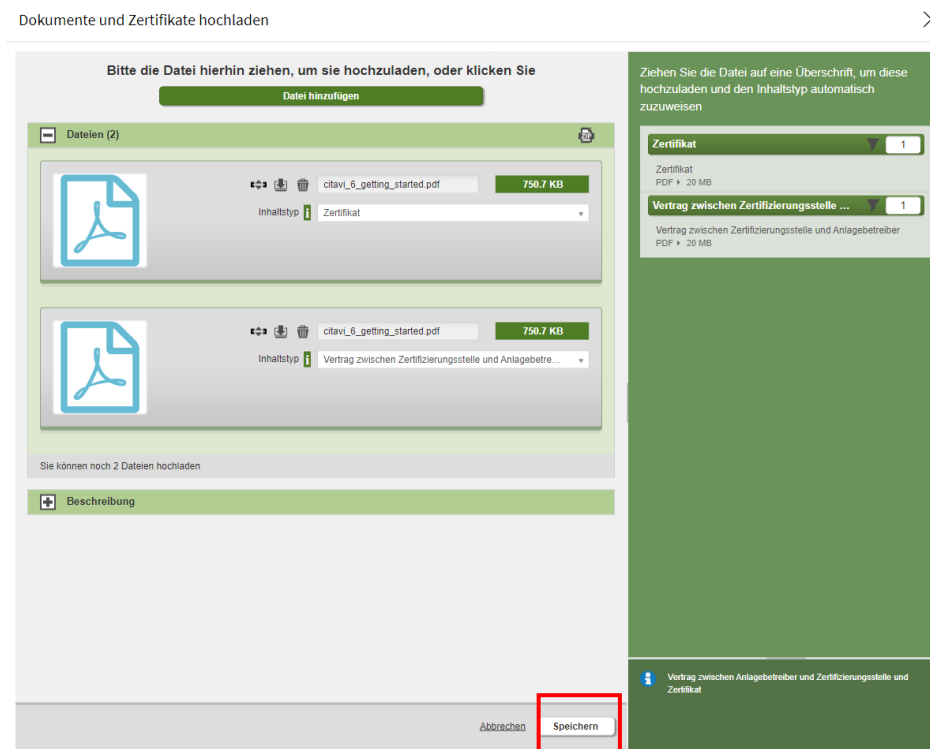 Dokumente und Zertifikate hochladen
Bitte die Datei hierhin ziehen, um sie hochzuladen, oder klicken Sie
Datei hinzufügen
Dateien (2)
citavi_6_getting_started.pdf
750.7 KB
Inhaltstyp
Zertifikat
citavi_6_getting_started.pdf
750.7 KB
Inhaltstyp
Vertrag zwischen Zertifizierungsstelle und Anlagebetre...
Sie können noch 2 Dateien hochladen
Beschreibung
Abbrechen
Speichern
Ziehen Sie die Datei auf eine Überschrift, um diese
hochzuladen und den Inhaltstyp automatisch
zuzuweisen
Zertifikat
1
Zertifikat
PDF ▸ 20 MB
Vertrag zwischen Zertifizierungsstelle ...
1
Vertrag zwischen Zertifizierungsstelle und Anlagebetreiber
PDF ▸ 20 MB
Vertrag zwischen Anlagebetreiber und Zertifizierungsstelle und
Zertifikat